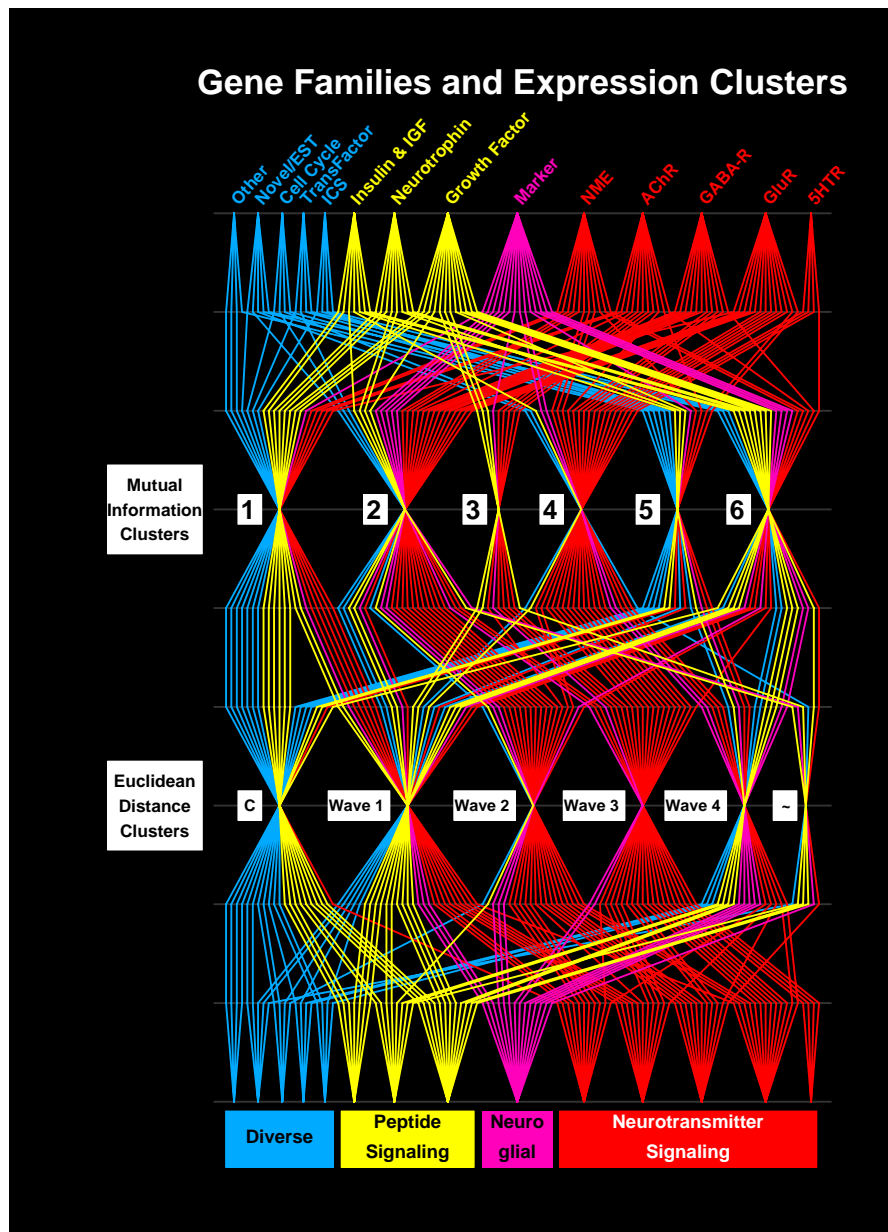 Gene Families and Expression Clusters
Other
Novel/EST
Cell Cycle
TransFactor
ICS
Insulin & IGF
Neurotrophin
Growth Factor
Marker
NME
AChR
GABA-R
GluR
5HTR
Mutual
Information
Clusters
1
2
3
4
5
6
Euclidean
Distance
Clusters
C
Wave 1
Wave 2
Wave 3
Wave 4
~
Diverse
Peptide
Signaling
Neuro
glial
Neurotransmitter
Signaling